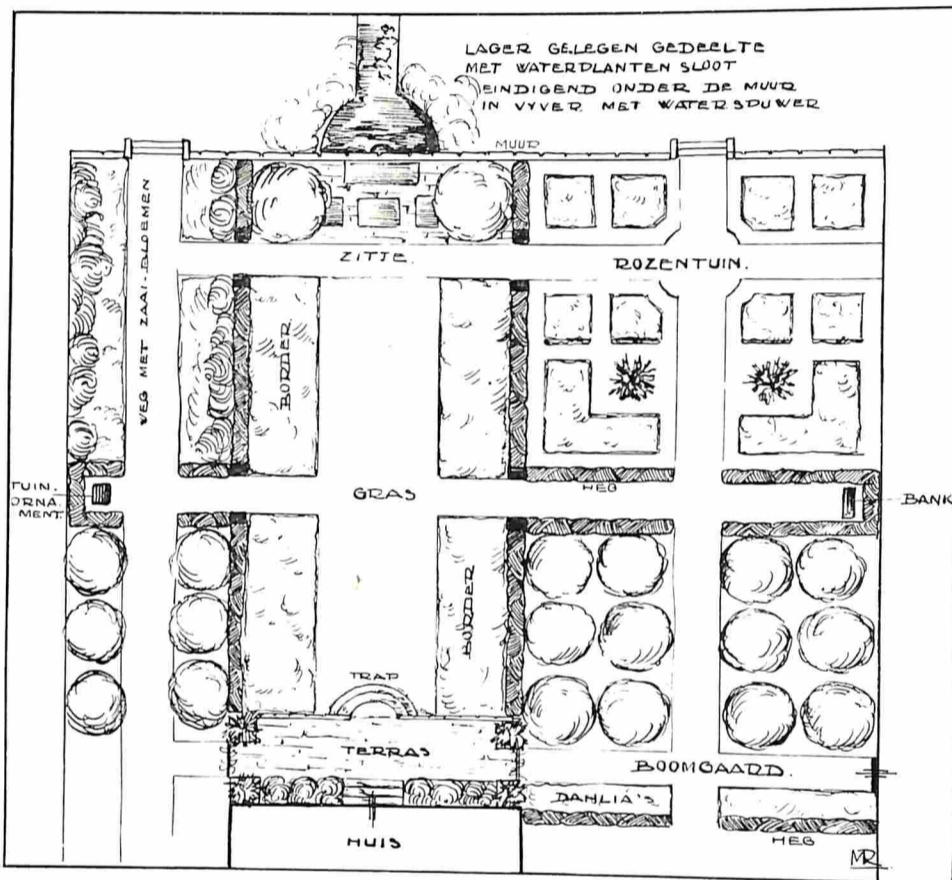 LAGER GELEGEN GEDEELTE
MET WATERPLANTEN SLOOT
EINDIGEND ONDER DE MUUR
IN VYVER MET WATERSPUWER
MUUR
WEG MET ZAAI-BLOEMEN
ZITJE.
ROZENTUIN.
BORDER
TUIN-
ORNA-
MENT.
GRAS
HEG
BANK
BORDER
TRAP
TERRAS
BOOMGAARD.
DAHLIA'S
HUIS
HEG
MR